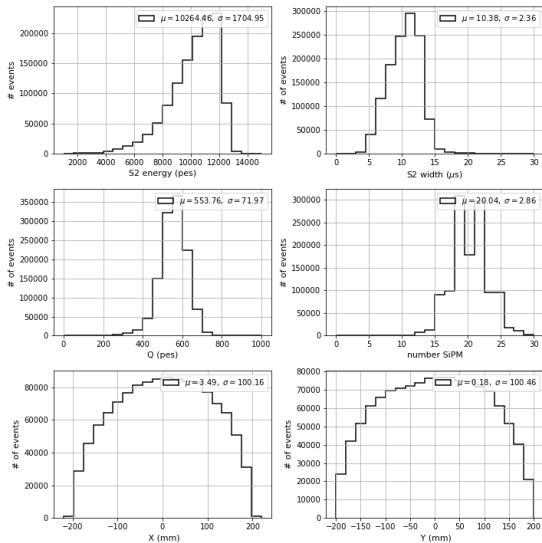 μ = 10264.46, σ = 1704.95
# events
200000
150000
100000
50000
0
2000 4000 6000 8000 10000 12000 14000
S2 energy (pes)
μ = 10.38, σ = 2.36
# of events
300000
250000
200000
150000
100000
50000
0
0 5 10 15 20 25 30
S2 width (μs)
μ = 553.76, σ = 71.97
# of events
350000
300000
250000
200000
150000
100000
50000
0
0 200 400 600 800 1000
Q (pes)
μ = 20.04, σ = 2.86
# of events
300000
250000
200000
150000
100000
50000
0
0 5 10 15 20 25 30
number SiPM
μ = 3.49, σ = 100.16
# of events
80000
60000
40000
20000
0
−200 −100 0 100 200
X (mm)
μ = 0.18, σ = 100.46
# of events
80000
70000
60000
50000
40000
30000
20000
10000
0
−200 −150 −100 −50 0 50 100 150 200
Y (mm)